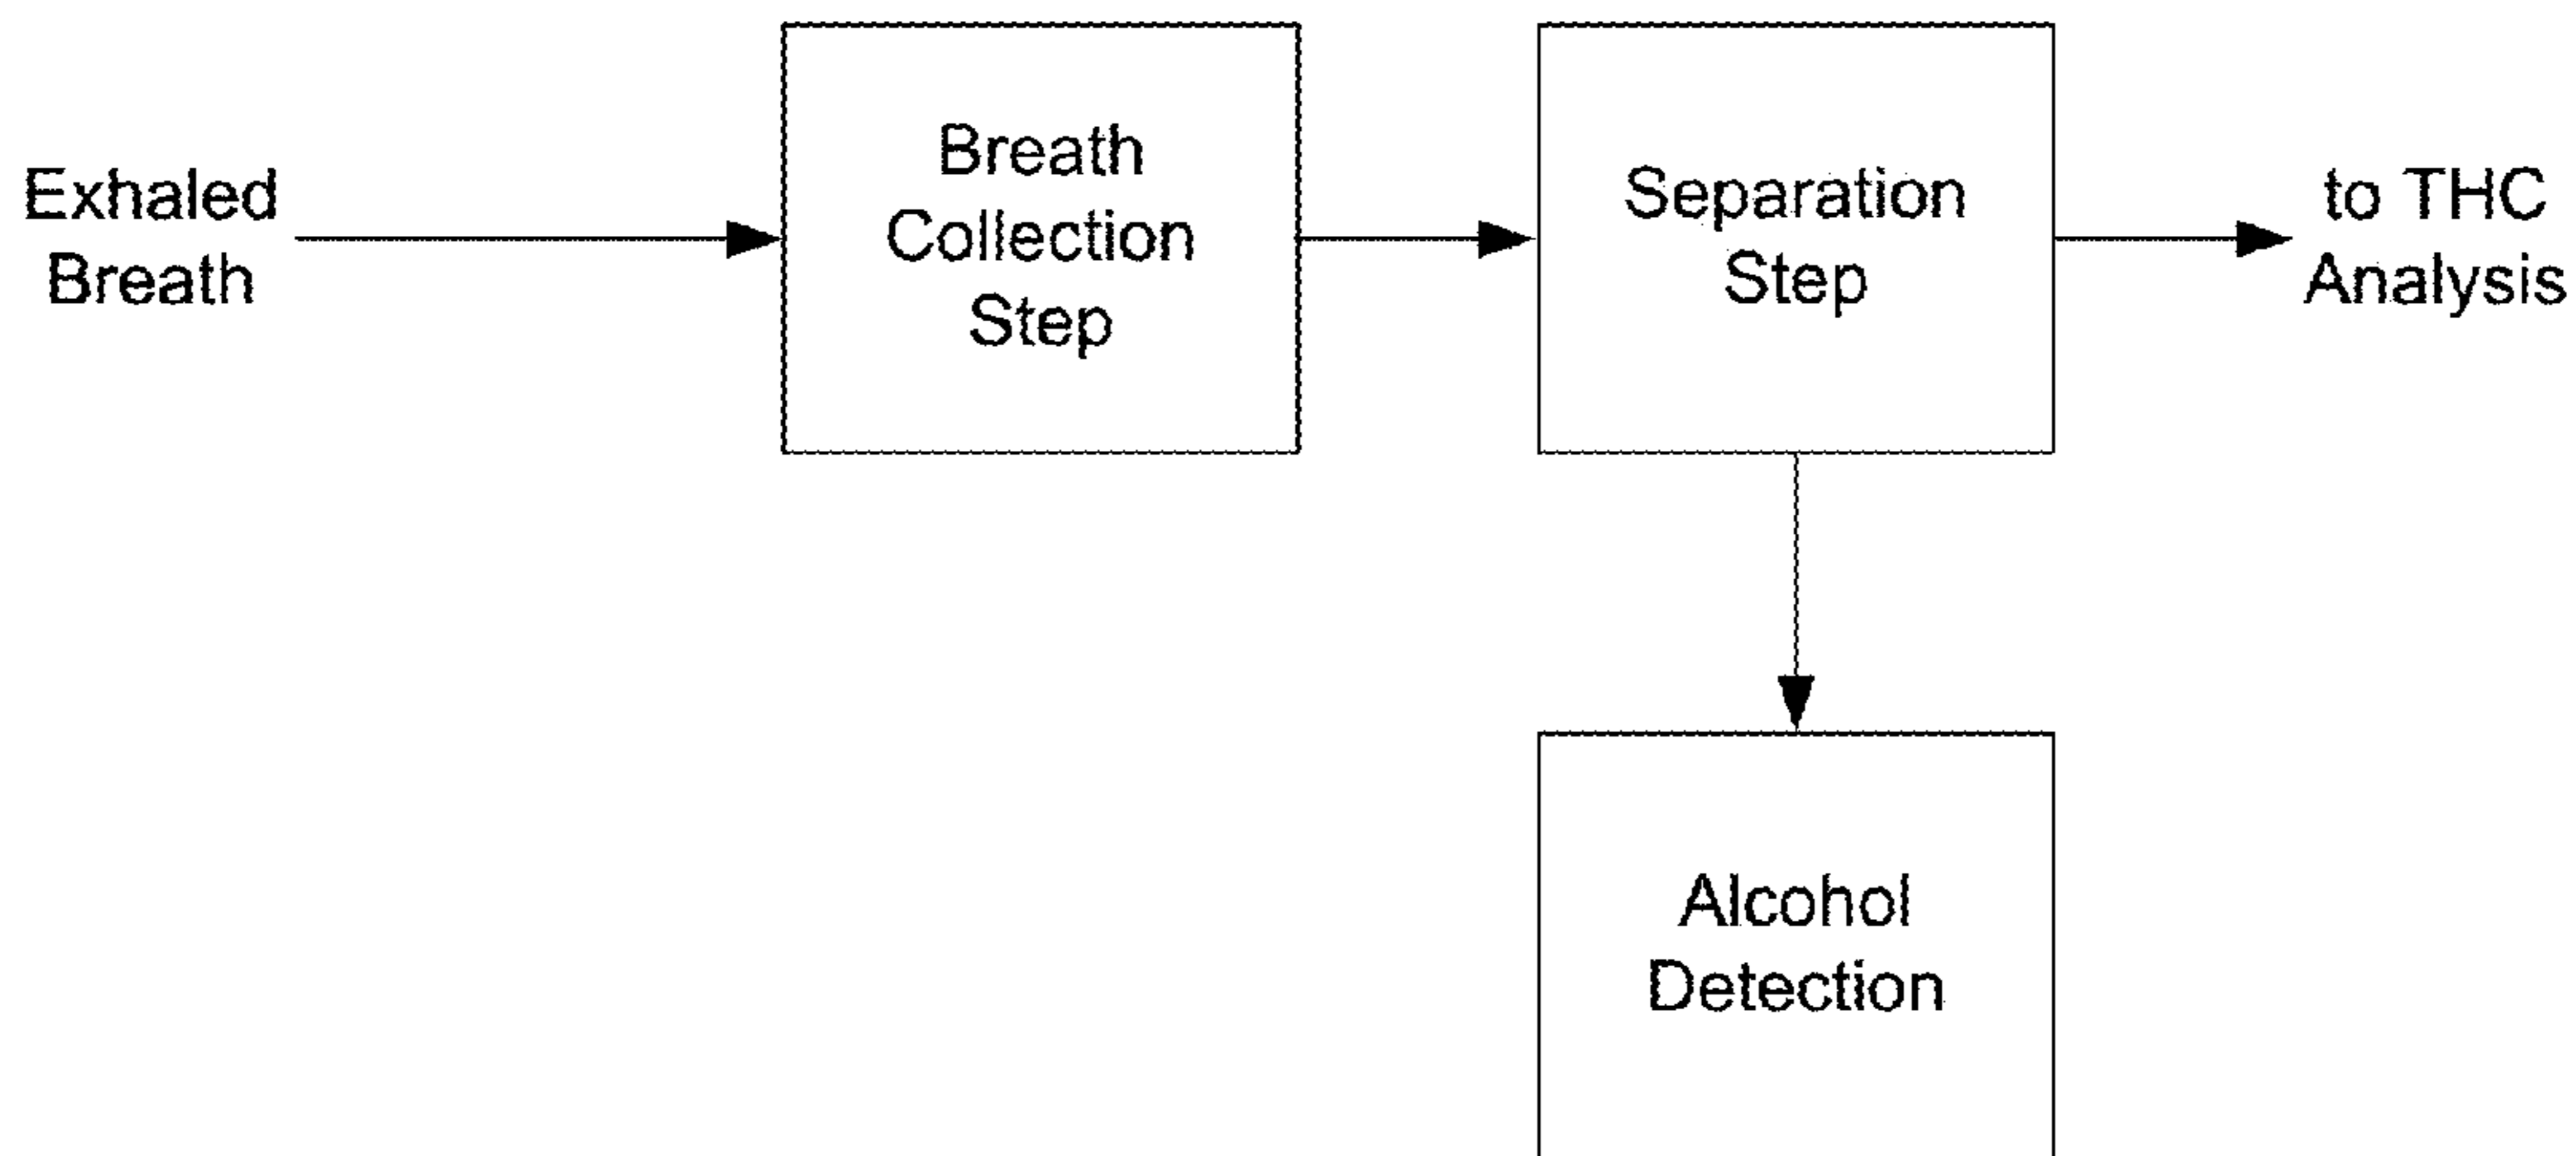 Exhaled
Breath
Breath
Collection
Step
Separation
Step
to THC
Analysis
Alcohol
Detection